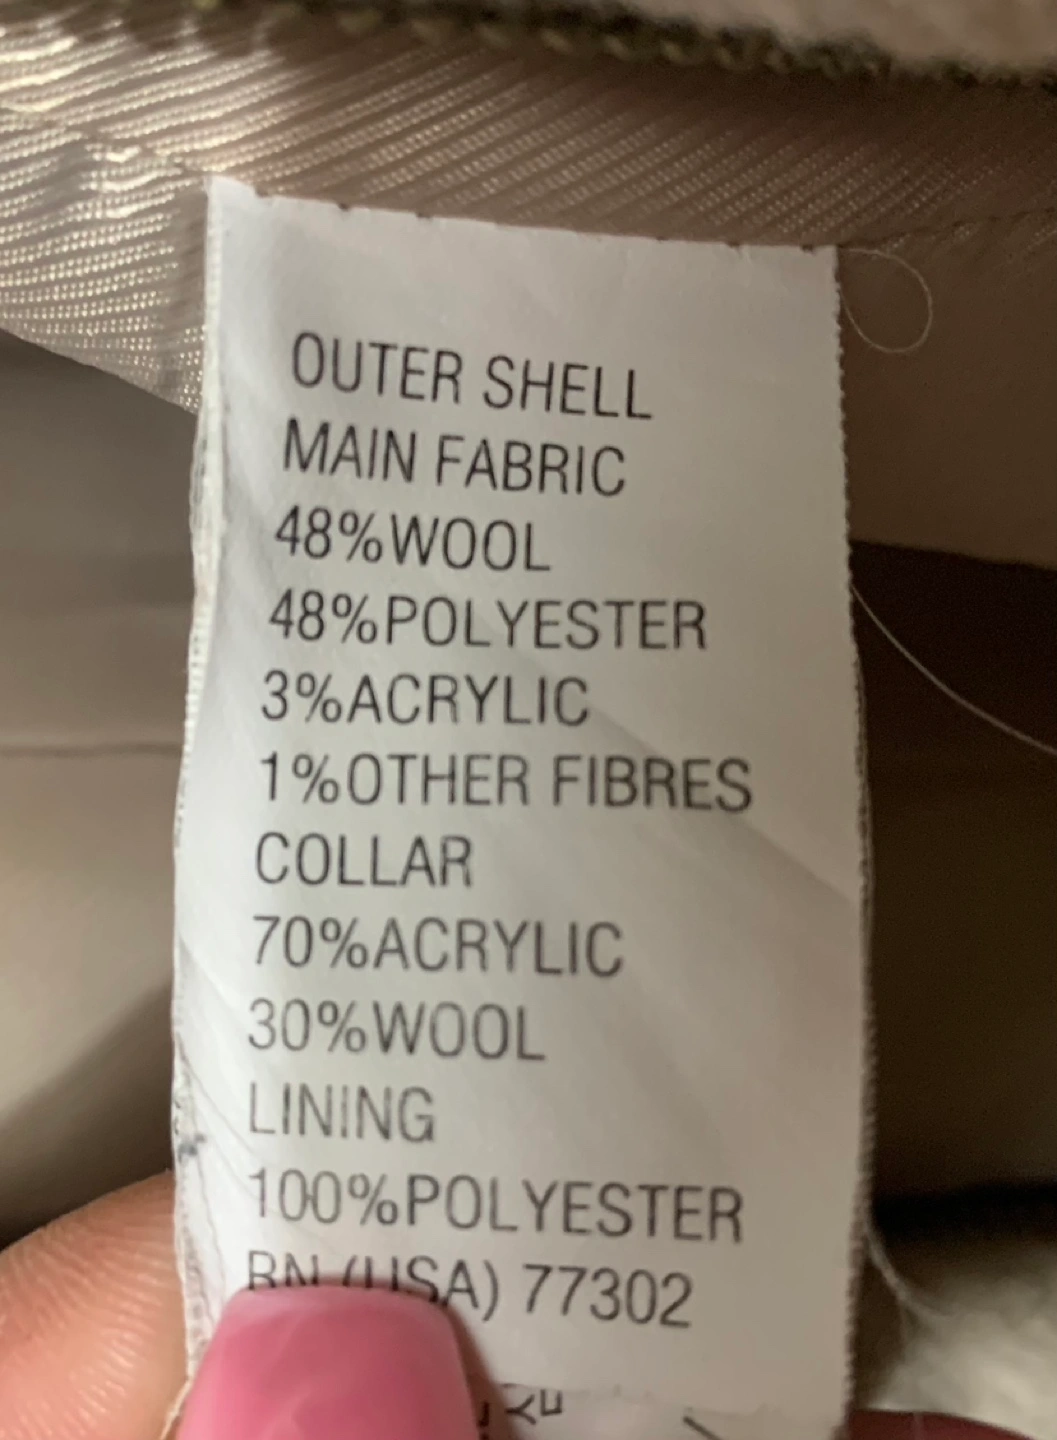 OUTER SHELL
MAIN FABRIC
48%WOOL
48%POLYESTER
3%ACRYLIC
1%OTHER FIBRES
COLLAR
70%ACRYLIC
30%WOOL
LINING
100%POLYESTER
RN (USA) 77302